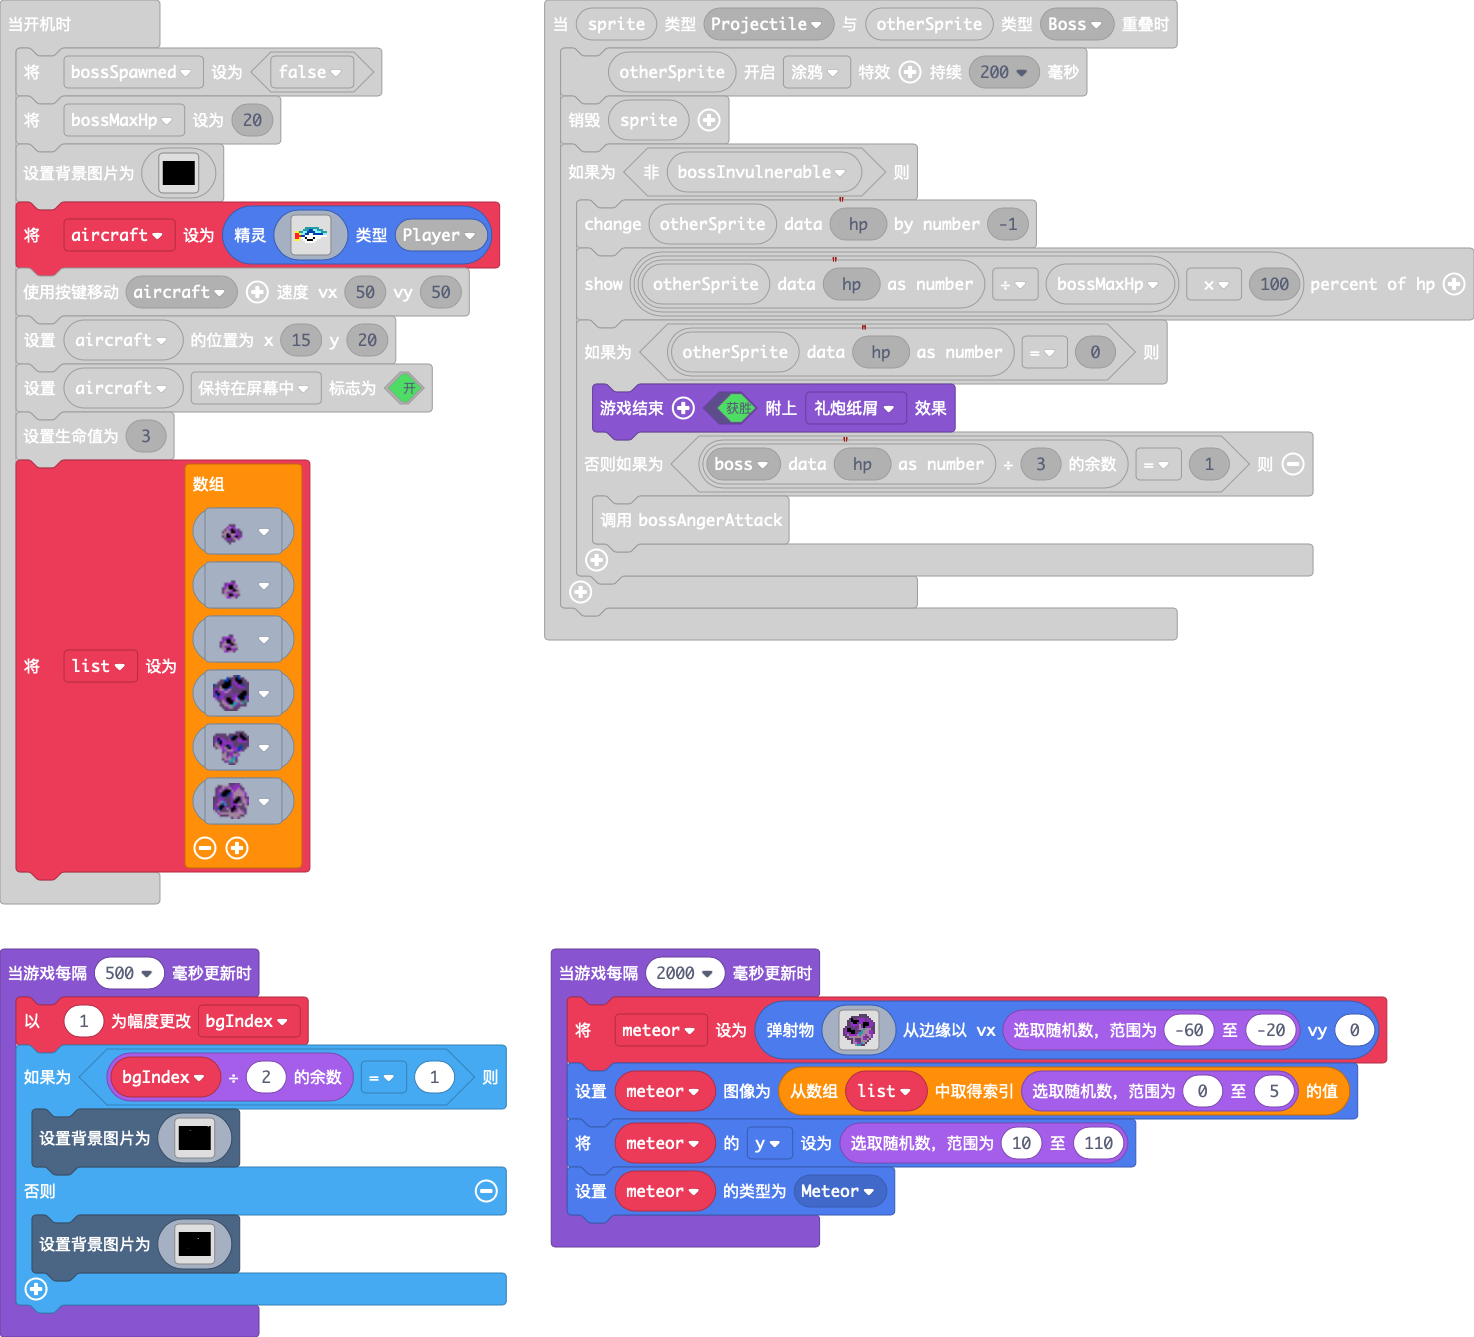 当开机时
将 bossSpawned 设为 false
将 bossMaxHp 设为 20
设置背景图片为
将 aircraft 设为 精灵 类型 Player
使用按键移动 aircraft 速度 vx 50 vy 50
设置 aircraft 的位置为 x 15 y 20
设置 aircraft 保持在屏幕中 标志为 开
设置生命值为 3
将 list 设为 数组
当 sprite 类型 Projectile 与 otherSprite 类型 Boss 重叠时
otherSprite 开启 涂鸦 特效 持续 200 毫秒
销毁 sprite
如果为 非 bossInvulnerable 则
change otherSprite data "hp" by number -1
show otherSprite data "hp" as number ÷ bossMaxHp × 100 percent of hp
如果为 otherSprite data "hp" as number = 0 则
游戏结束 获胜 附上 礼炮纸屑 效果
否则如果为 boss data "hp" as number ÷ 3 的余数 = 1 则
调用 bossAngerAttack
当游戏每隔 500 毫秒更新时
以 1 为幅度更改 bgIndex
如果为 bgIndex ÷ 2 的余数 = 1 则
设置背景图片为
否则
设置背景图片为
当游戏每隔 2000 毫秒更新时
将 meteor 设为 弹射物 从边缘以 vx 选取随机数，范围为 -60 至 -20 vy 0
设置 meteor 图像为 从数组 list 中取得索引 选取随机数，范围为 0 至 5 的值
将 meteor 的 y 设为 选取随机数，范围为 10 至 110
设置 meteor 的类型为 Meteor